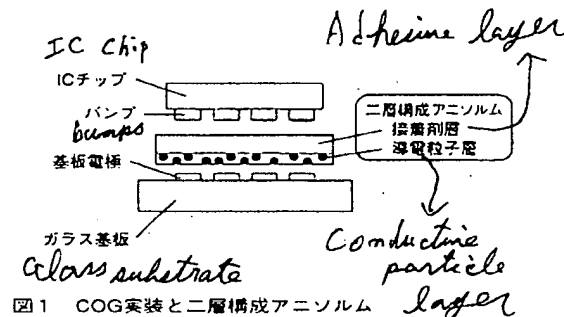 IC Chip
Adhesive layer
ICチップ
バンプ
bumps
二層構成アニソルム
接着剤層
導電粒子層
基板電極
ガラス基板
Glass substrate
Conductive
particle
layer
図1 COG実装と二層構成アニソルム